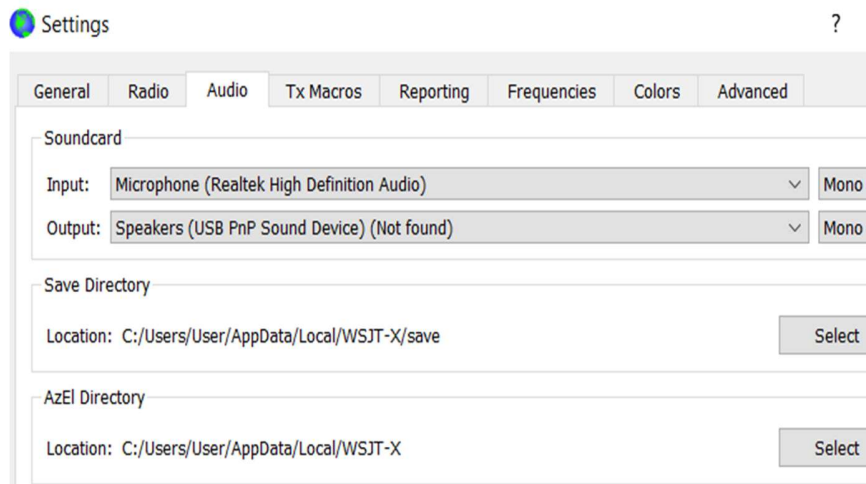 Settings ?
General Radio Audio Tx Macros Reporting Frequencies Colors Advanced
Soundcard
Input: Microphone (Realtek High Definition Audio) Mono
Output: Speakers (USB PnP Sound Device) (Not found) Mono
Save Directory
Location: C:/Users/User/AppData/Local/WSJT-X/save Select
AzEl Directory
Location: C:/Users/User/AppData/Local/WSJT-X Select